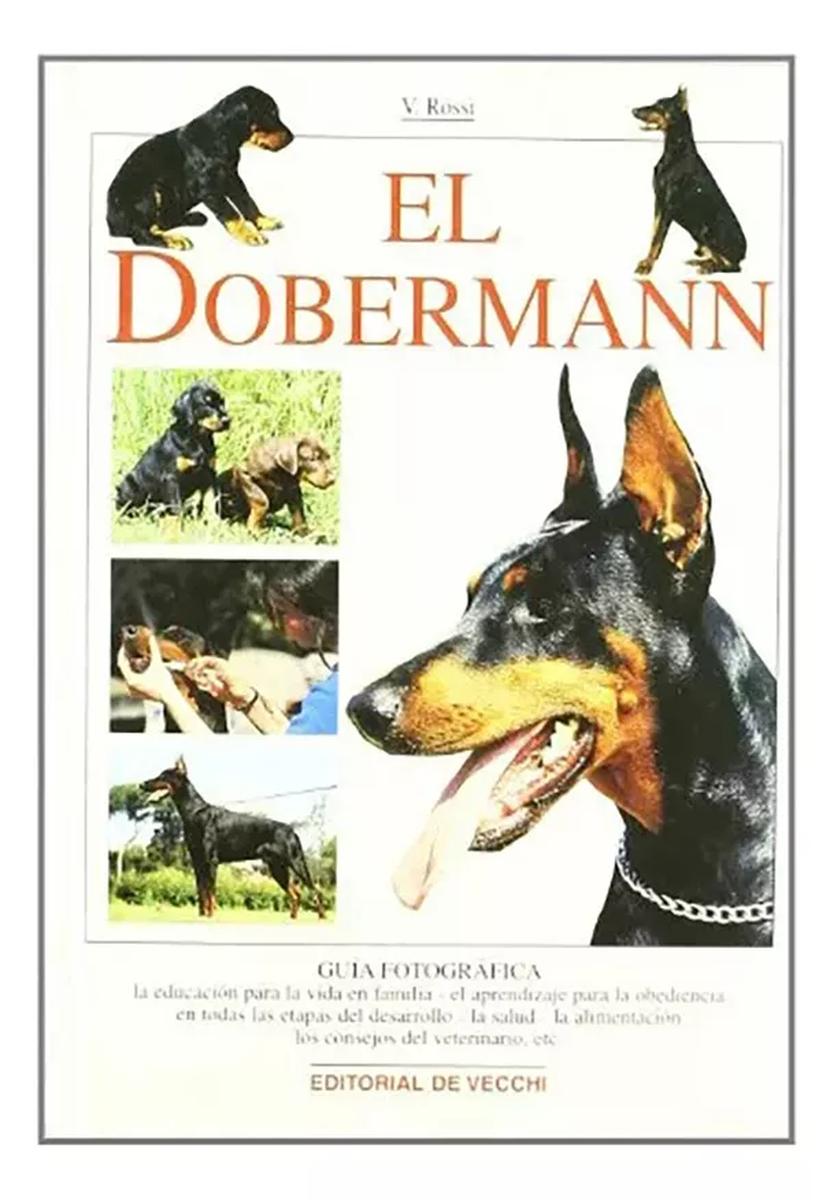 V. Rossi
EL
DOBERMANN
GUÍA FOTOGRÁFICA
la educación para la vida en familia - el aprendizaje para la obediencia
en todas las etapas del desarrollo - la salud - la alimentación
los consejos del veterinario, etc.
EDITORIAL DE VECCHI